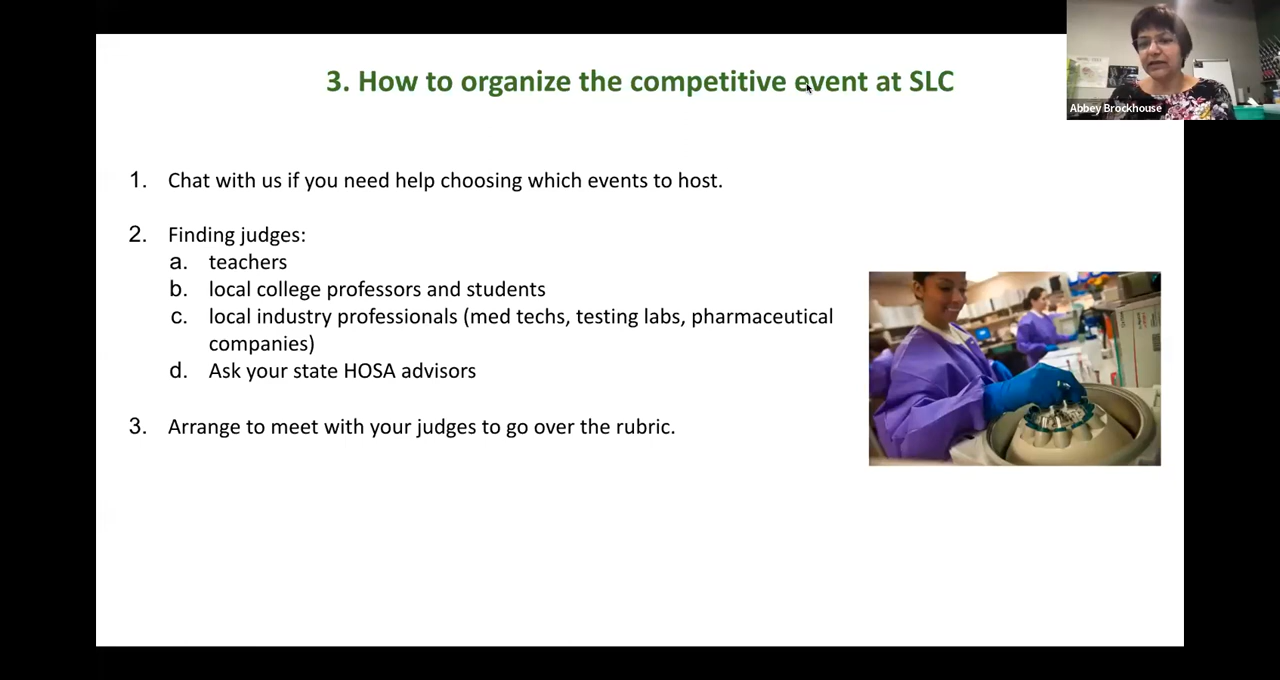 3. How to organize the competitive event at SLC
Abbey Brockhouse
1. Chat with us if you need help choosing which events to host.
2. Finding judges:
a. teachers
b. local college professors and students
c. local industry professionals (med techs, testing labs, pharmaceutical
companies)
d. Ask your state HOSA advisors
3. Arrange to meet with your judges to go over the rubric.